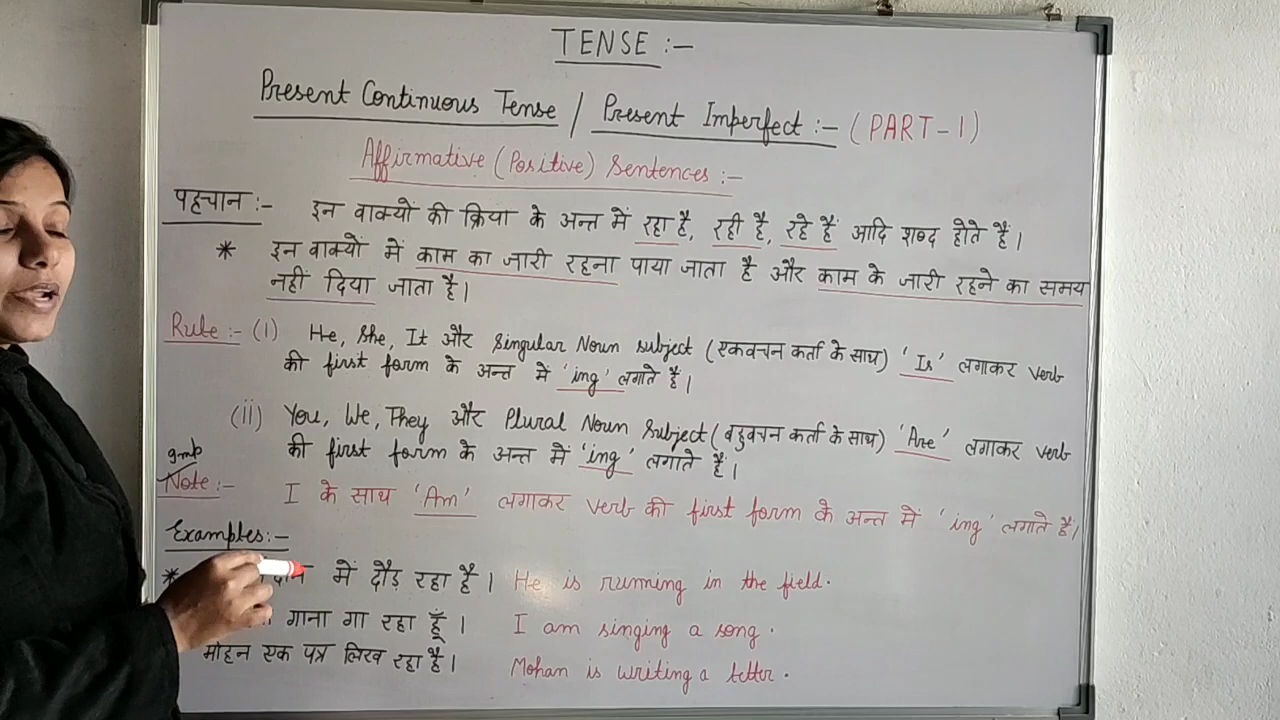 TENSE :-
Present Continuous Tense / Present Imperfect :- (PART-1)
Affirmative (Positive) Sentences :-
पहचान :- इन वाक्यों की क्रिया के अन्त में रहा है, रही है, रहे हैं आदि शब्द होते हैं।
* इन वाक्यों में काम का जारी रहना पाया जाता है और काम के जारी रहने का समय
नहीं दिया जाता है।
Rule :- (i) He, She, It और Singular Noun subject (एकवचन कर्ता के साथ) 'Is' लगाकर verb
की first form के अन्त में 'ing' लगाते हैं।
(ii) You, We, They और Plural Noun Subject (बहुवचन कर्ता के साथ) 'Are' लगाकर verb
की first form के अन्त में 'ing' लगाते हैं।
Imp
Note :- I के साथ 'Am' लगाकर verb की first form के अन्त में 'ing' लगाते हैं।
Examples :-
* में दौड़ रहा है। He is running in the field.
गाना गा रहा हूँ। I am singing a song.
मोहन एक पत्र लिख रहा है। Mohan is writing a letter.